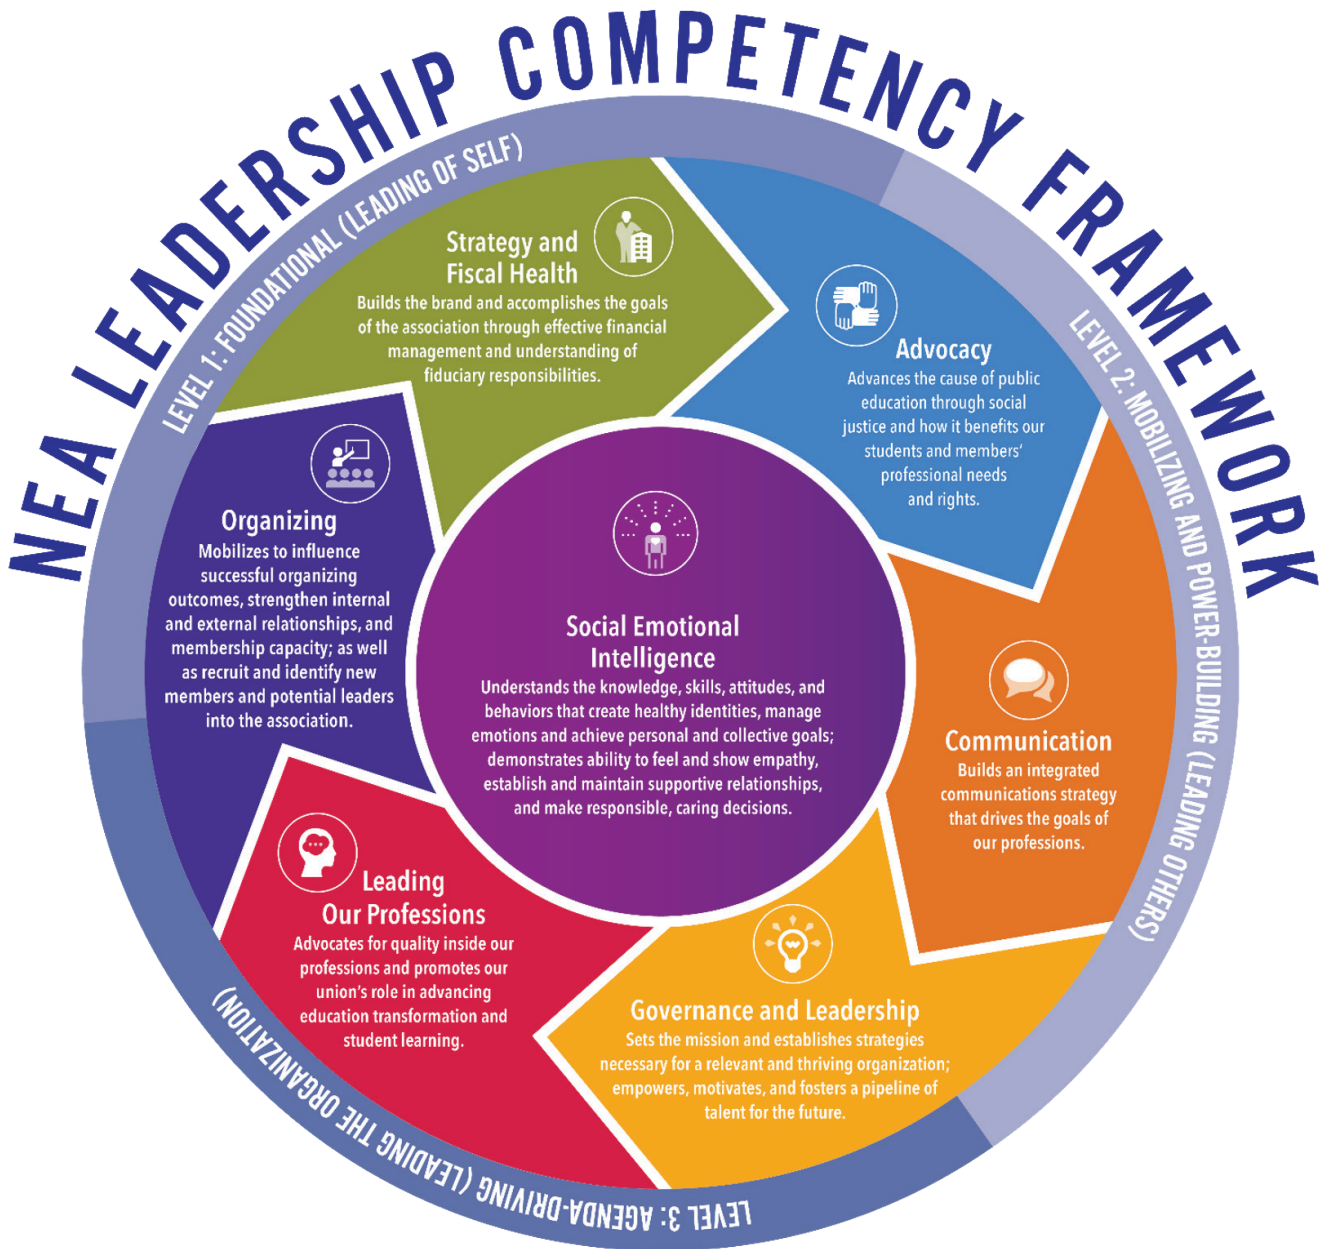 NEA LEADERSHIP COMPETENCY FRAMEWORK
LEVEL 1: FOUNDATIONAL (LEADING OF SELF)
LEVEL 2: MOBILIZING AND POWER-BUILDING (LEADING OTHERS)
LEVEL 3: AGENDA-DRIVING (LEADING THE ORGANIZATION)
Strategy and
Fiscal Health
Builds the brand and accomplishes the goals
of the association through effective financial
management and understanding of
fiduciary responsibilities.
Advocacy
Advances the cause of public
education through social
justice and how it benefits our
students and members’
professional needs
and rights.
Communication
Builds an integrated
communications strategy
that drives the goals of
our professions.
Governance and Leadership
Sets the mission and establishes strategies
necessary for a relevant and thriving organization;
empowers, motivates, and fosters a pipeline of
talent for the future.
Leading
Our Professions
Advocates for quality inside our
professions and promotes our
union’s role in advancing
education transformation and
student learning.
Organizing
Mobilizes to influence
successful organizing
outcomes, strengthen internal
and external relationships, and
membership capacity; as well
as recruit and identify new
members and potential leaders
into the association.
Social Emotional
Intelligence
Understands the knowledge, skills, attitudes, and
behaviors that create healthy identities, manage
emotions and achieve personal and collective goals;
demonstrates ability to feel and show empathy,
establish and maintain supportive relationships,
and make responsible, caring decisions.